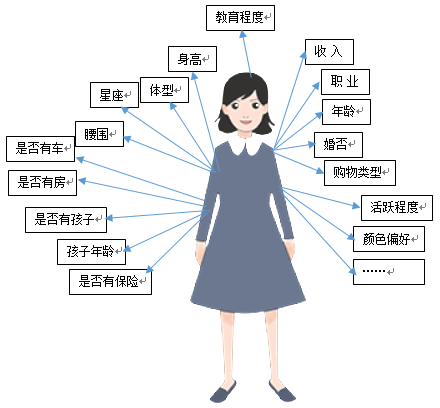 教育程度
身高
收 入
星座
体型
职 业
年龄
腰围
婚否
是否有车
购物类型
是否有房
活跃程度
是否有孩子
颜色偏好
孩子年龄
是否有保险
……